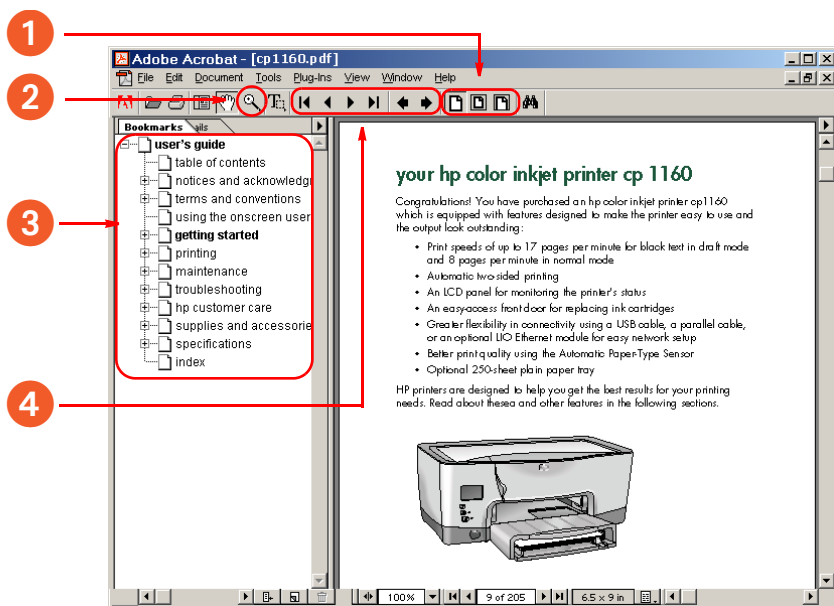 1
Adobe Acrobat - [cp1160.pdf]
File Edit Document Tools Plug-Ins View Window Help
2
Bookmarks ails
user's guide
table of contents
notices and acknowledg
terms and conventions
using the onscreen user
getting started
printing
maintenance
troubleshooting
hp customer care
supplies and accessorie
specifications
index
3
4
your hp color inkjet printer cp 1160
Congratulations! You have purchased an hp color inkjet printer cp1160
which is equipped with features designed to make the printer easy to use and
the output look outstanding:
• Print speeds of up to 17 pages per minute for black text in draft mode
and 8 pages per minute in normal mode
• Automatic two-sided printing
• An LCD panel for monitoring the printer's status
• An easy-access front door for replacing ink cartridges
• Greater flexibility in connectivity using a USB cable, a parallel cable,
or an optional LIO Ethernet module for easy network setup
• Better print quality using the Automatic Paper-Type Sensor
• Optional 250-sheet plain paper tray
HP printers are designed to help you get the best results for your printing
needs. Read about thesea and other features in the following sections.
100% 9 of 205 6.5 × 9 in